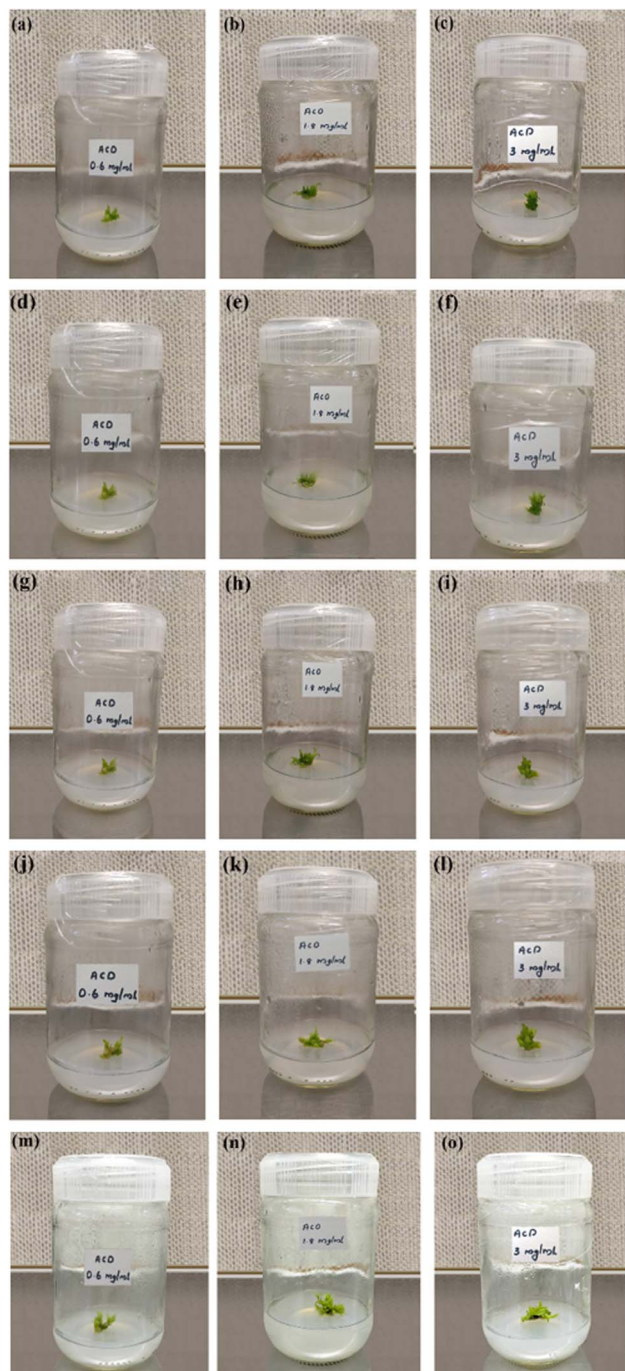 (a)
ACD
0.6 mg/ml
(b)
ACD
1.8 mg/ml
(c)
ACD
3 mg/ml
(d)
ACD
0.6 mg/ml
(e)
ACD
1.8 mg/ml
(f)
ACD
3 mg/ml
(g)
ACD
0.6 mg/ml
(h)
ACD
1.8 mg/ml
(i)
ACD
3 mg/ml
(j)
ACD
0.6 mg/ml
(k)
ACD
1.8 mg/ml
(l)
ACD
3 mg/ml
(m)
ACD
0.6 mg/ml
(n)
ACD
1.8 mg/ml
(o)
ACD
3 mg/ml